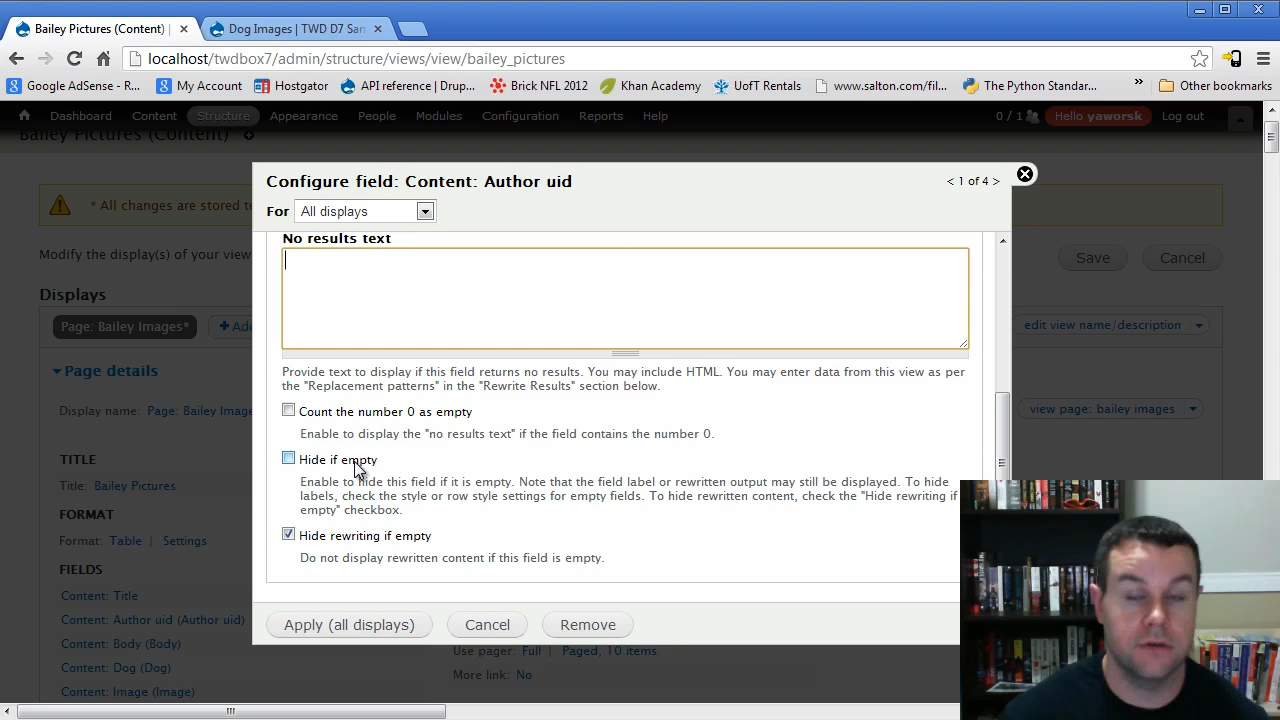 Bailey Pictures (Content) |
Dog Images | TWD D7 San
localhost/twdbox7/admin/structure/views/view/bailey_pictures
Google AdSense - R...
My Account
Hostgator
API reference | Drup...
Brick NFL 2012
Khan Academy
UofT Rentals
www.salton.com/fil...
The Python Standar...
»
Other bookmarks
Dashboard
Content
Structure
Appearance
People
Modules
Configuration
Reports
Help
0 / 1
Hello yaworsk
Log out
Bailey Pictures (Content)
Configure field: Content: Author uid
< 1 of 4 >
For
All displays
* All changes are stored te
Modify the display(s) of your view
Save
Cancel
Displays
Page: Bailey Images*
Add
edit view name/description
Page details
Display name:
Page: Bailey Image
view page: bailey images
TITLE
Title:
Bailey Pictures
FORMAT
Format:
Table
Settings
FIELDS
Content: Title
Content: Author uid (Author uid)
Content: Body (Body)
Content: Dog (Dog)
Content: Image (Image)
No results text
Provide text to display if this field returns no results. You may include HTML. You may enter data from this view as per
the "Replacement patterns" in the "Rewrite Results" section below.
Count the number 0 as empty
Enable to display the "no results text" if the field contains the number 0.
Hide if empty
Enable to hide this field if it is empty. Note that the field label or rewritten output may still be displayed. To hide
labels, check the style or row style settings for empty fields. To hide rewritten content, check the "Hide rewriting if
empty" checkbox.
Hide rewriting if empty
Do not display rewritten content if this field is empty.
Apply (all displays)
Cancel
Remove
Use pager:
Full
Paged, 10 items
More link:
No